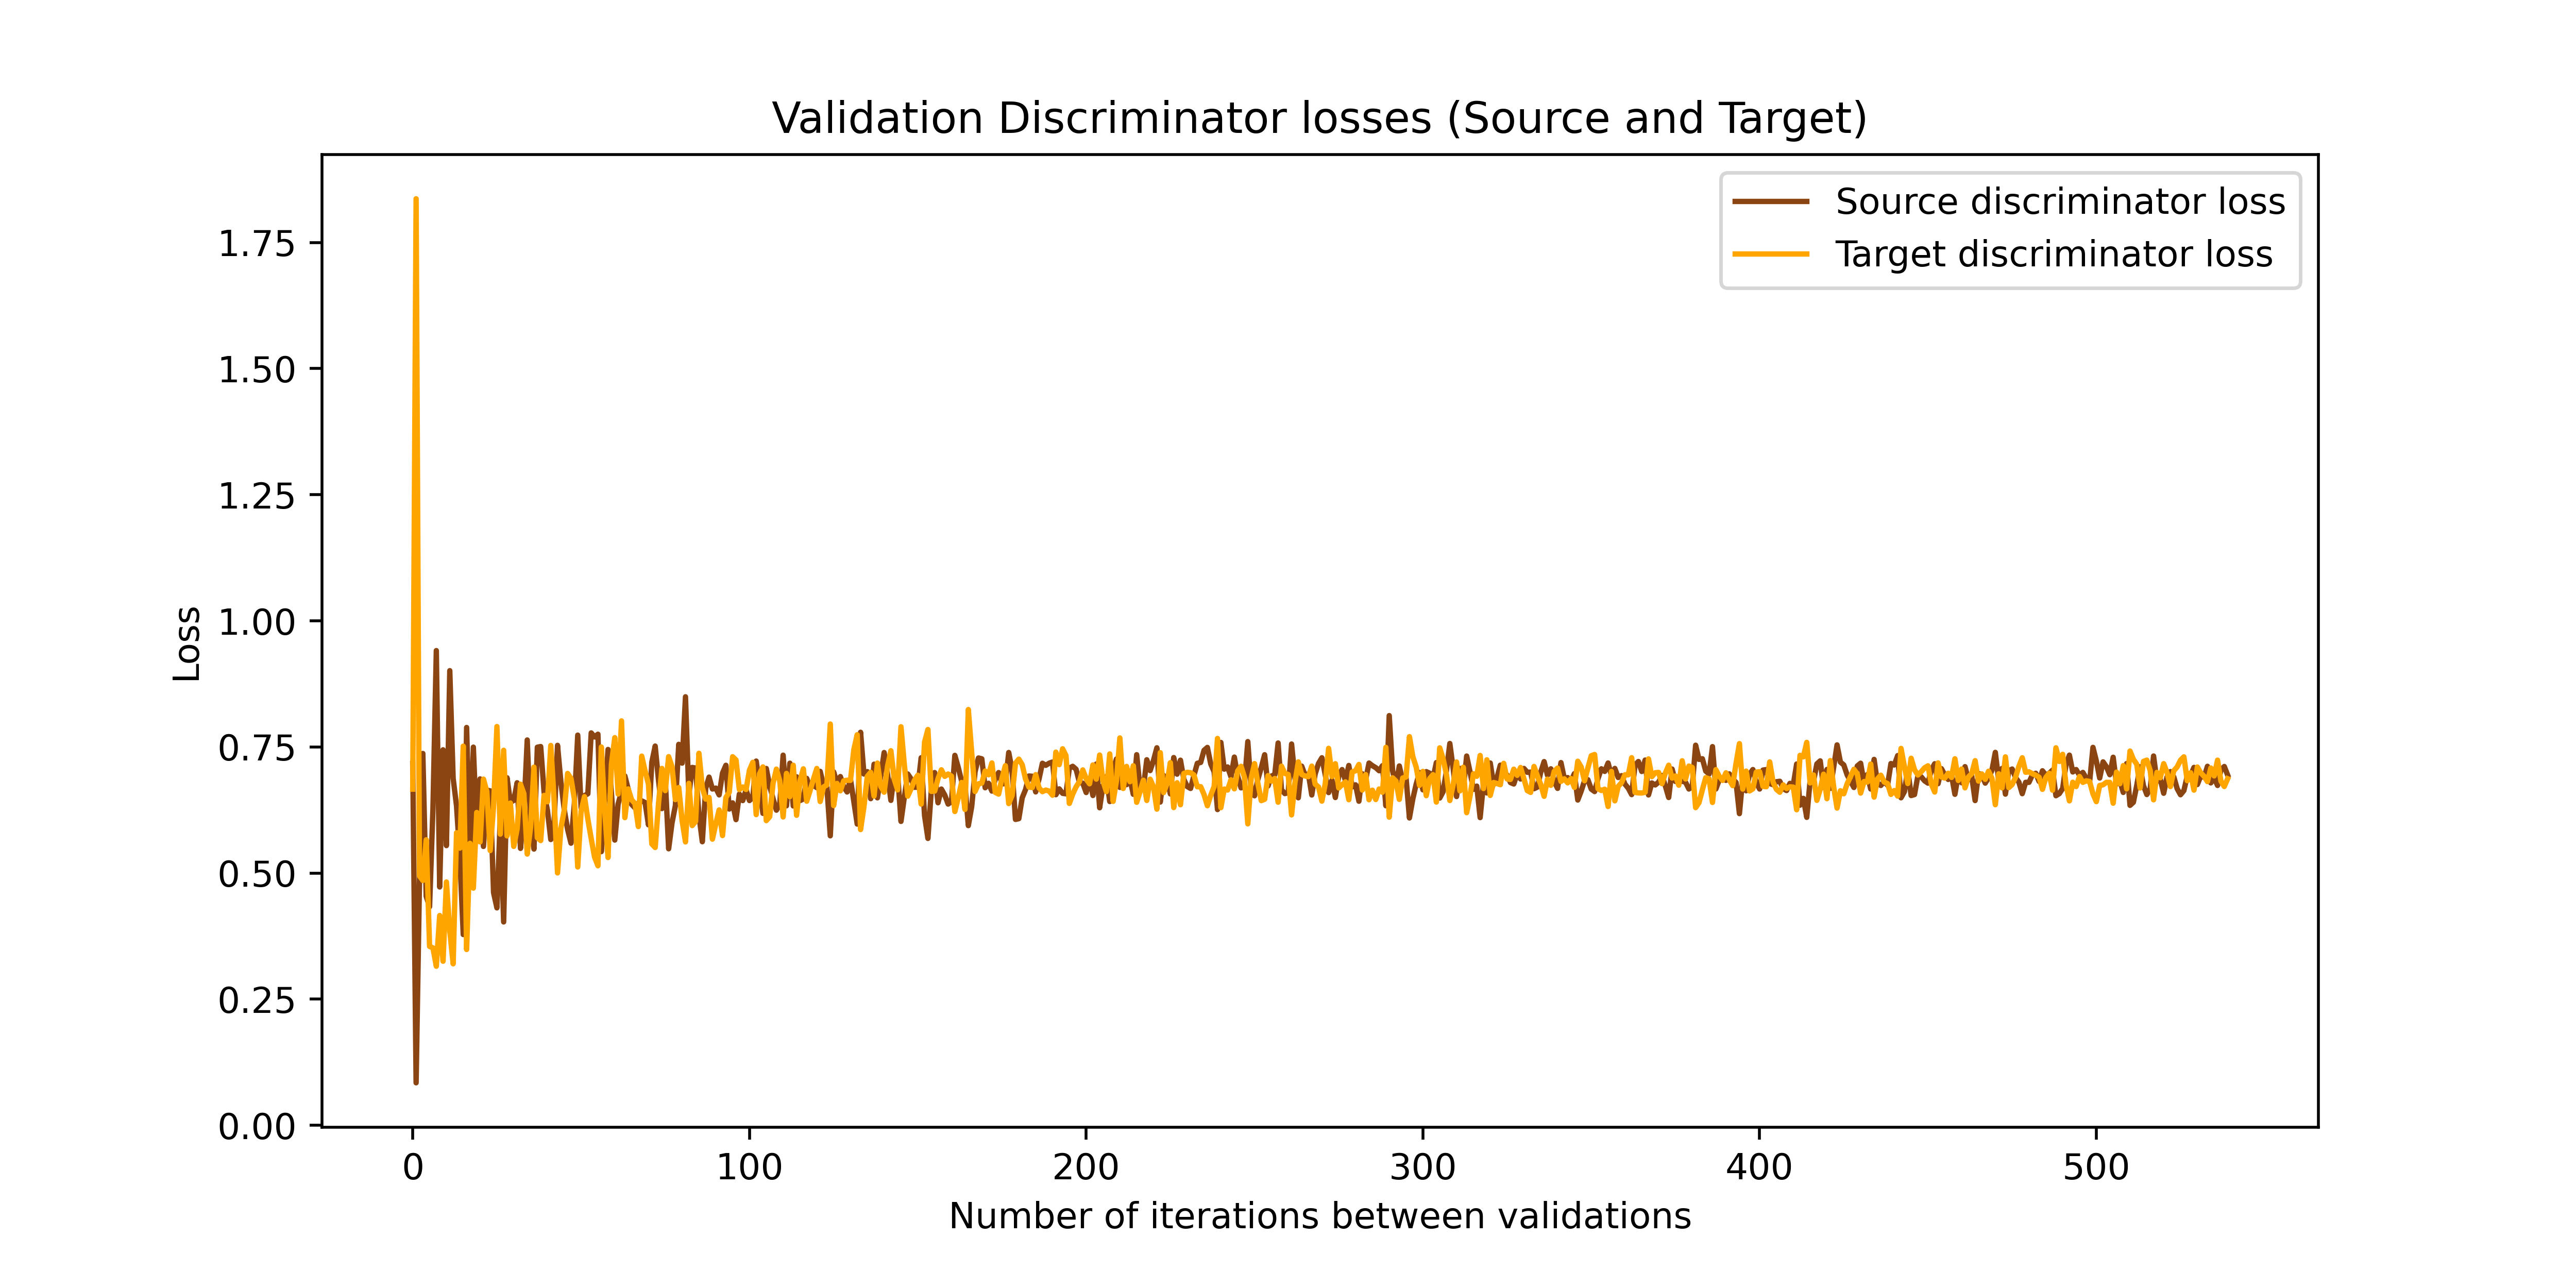 Validation Discriminator losses (Source and Target)
Source discriminator loss
Target discriminator loss
Loss
1.75
1.50
1.25
1.00
0.75
0.50
0.25
0.00
0 100 200 300 400 500
Number of iterations between validations